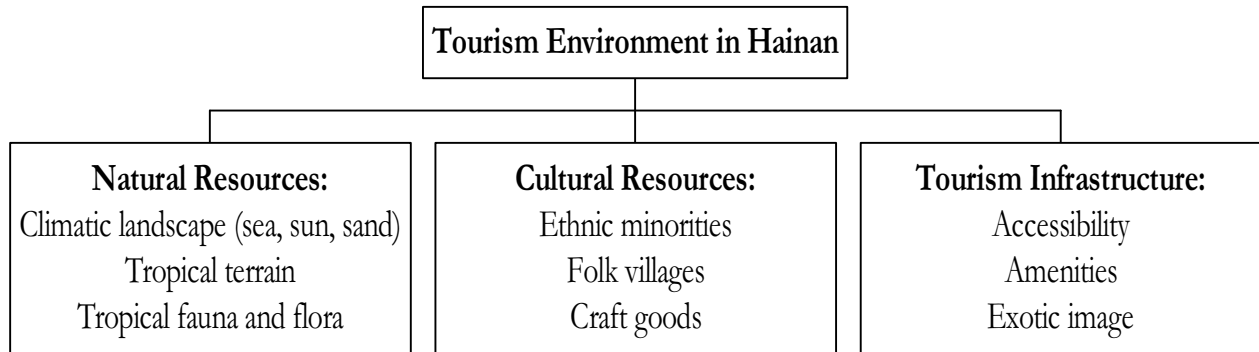 Tourism Environment in Hainan
Natural Resources:
Climatic landscape (sea, sun, sand)
Tropical terrain
Tropical fauna and flora
Cultural Resources:
Ethnic minorities
Folk villages
Craft goods
Tourism Infrastructure:
Accessibility
Amenities
Exotic image